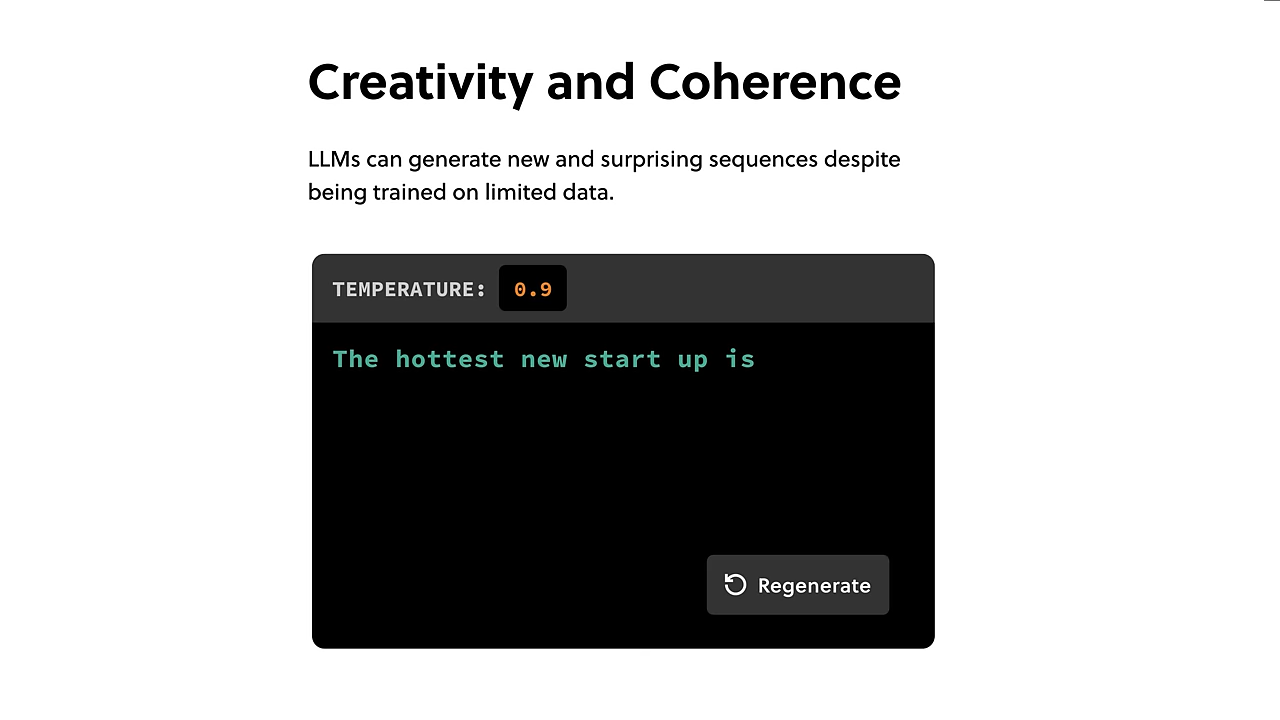 Creativity and Coherence
LLMs can generate new and surprising sequences despite
being trained on limited data.
TEMPERATURE: 0.9
The hottest new start up is
Regenerate